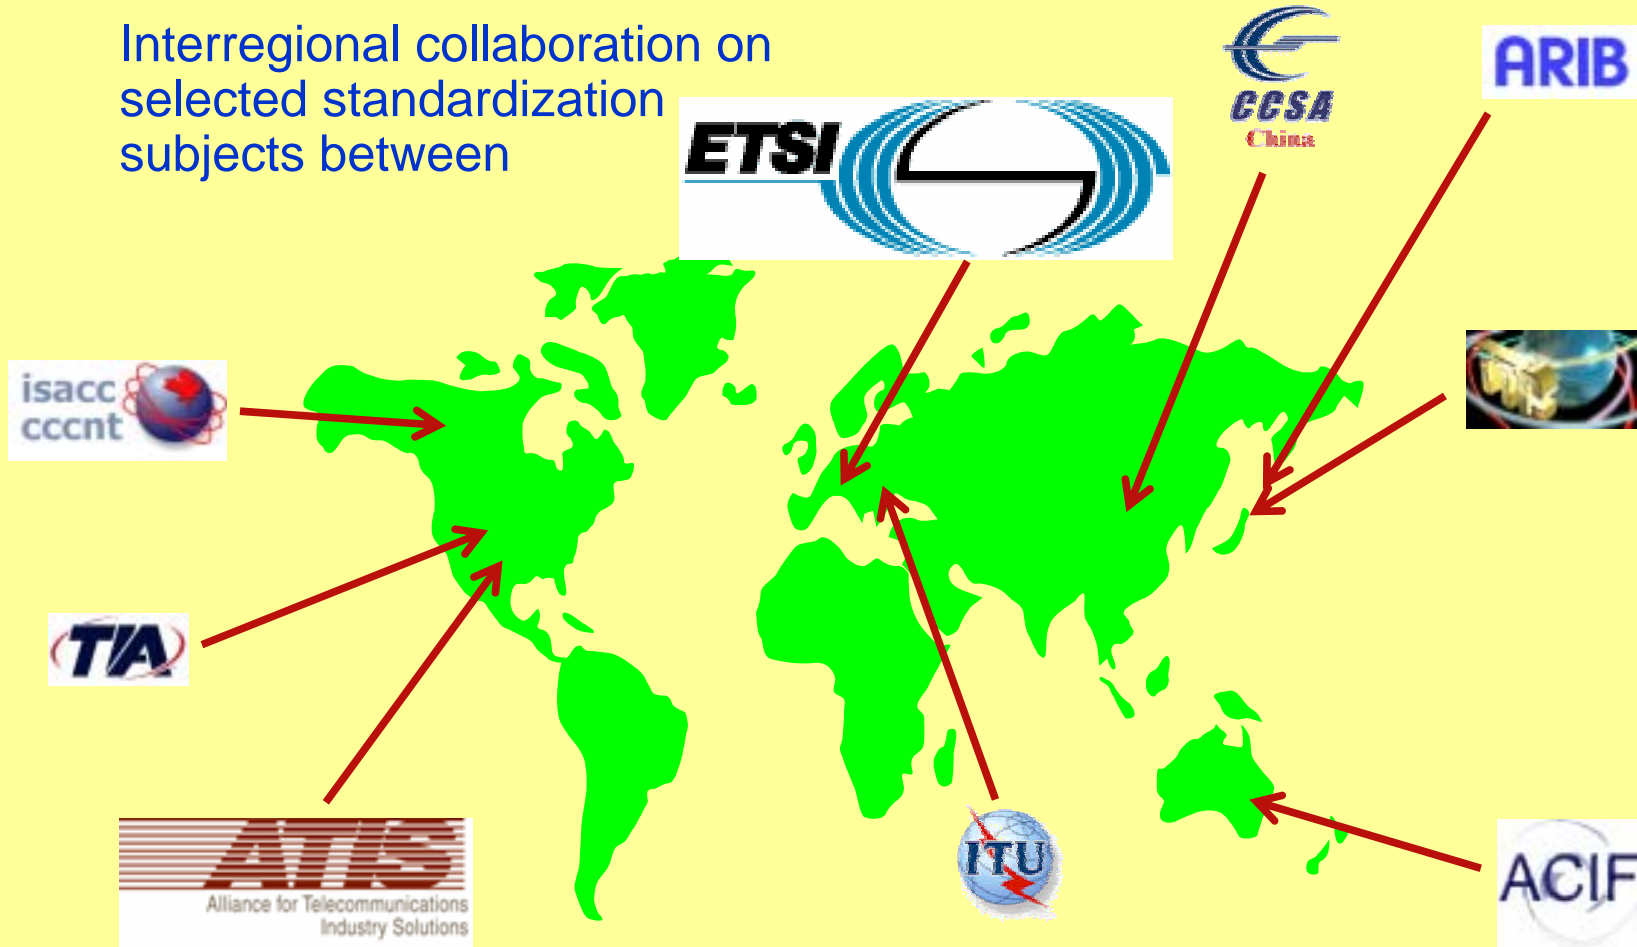 Interregional collaboration on
selected standardization
subjects between
ETSI
CCSA
China
ARIB
isacc
cccnt
TIA
ATIS
Alliance for Telecommunications
Industry Solutions
ITU
ACIF